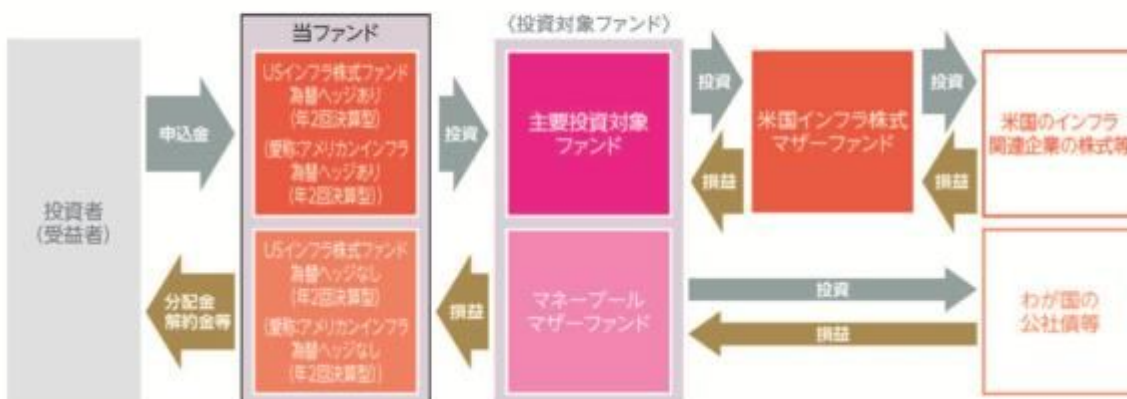 当ファンド
〈投資対象ファンド〉
投資者
(受益者)
申込金
分配金
解約金等
USインフラ株式ファンド
為替ヘッジあり
(年2回決算型)
(愛称:アメリカンインフラ
為替ヘッジあり
(年2回決算型))
USインフラ株式ファンド
為替ヘッジなし
(年2回決算型)
(愛称:アメリカンインフラ
為替ヘッジなし
(年2回決算型))
投資
損益
主要投資対象
ファンド
マネープール
マザーファンド
投資
損益
米国インフラ株式
マザーファンド
投資
損益
米国のインフラ
関連企業の株式等
投資
損益
わが国の
公社債等